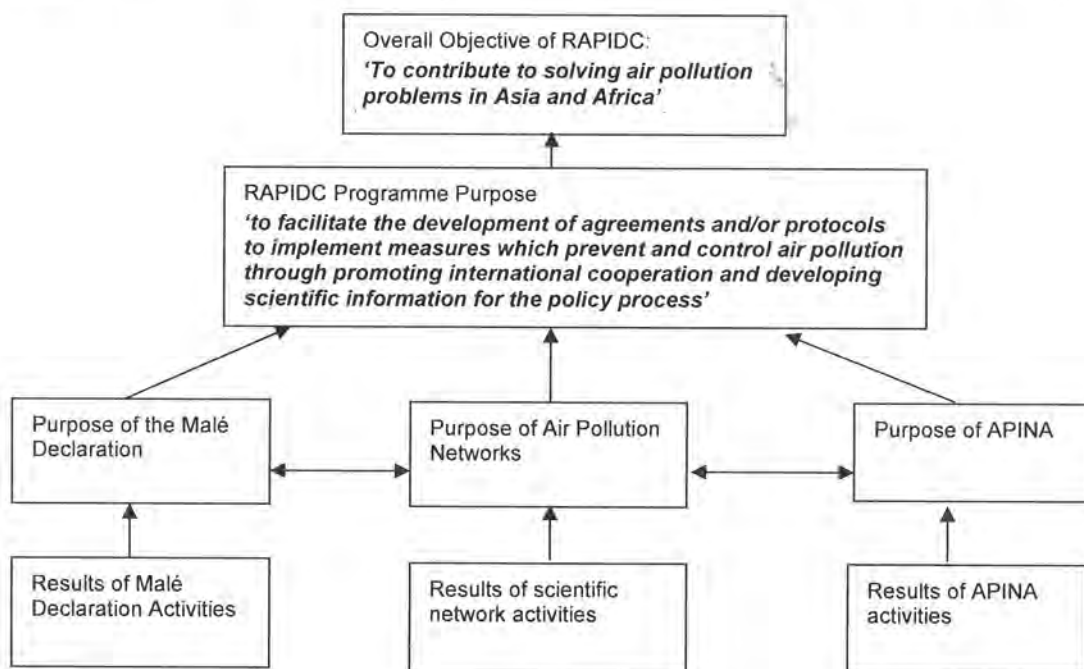 Overall Objective of RAPIDC:
‘To contribute to solving air pollution
problems in Asia and Africa’
RAPIDC Programme Purpose
‘to facilitate the development of agreements and/or protocols
to implement measures which prevent and control air pollution
through promoting international cooperation and developing
scientific information for the policy process’
Purpose of the Malé
Declaration
Purpose of Air Pollution
Networks
Purpose of APINA
Results of Malé
Declaration Activities
Results of scientific
network activities
Results of APINA
activities